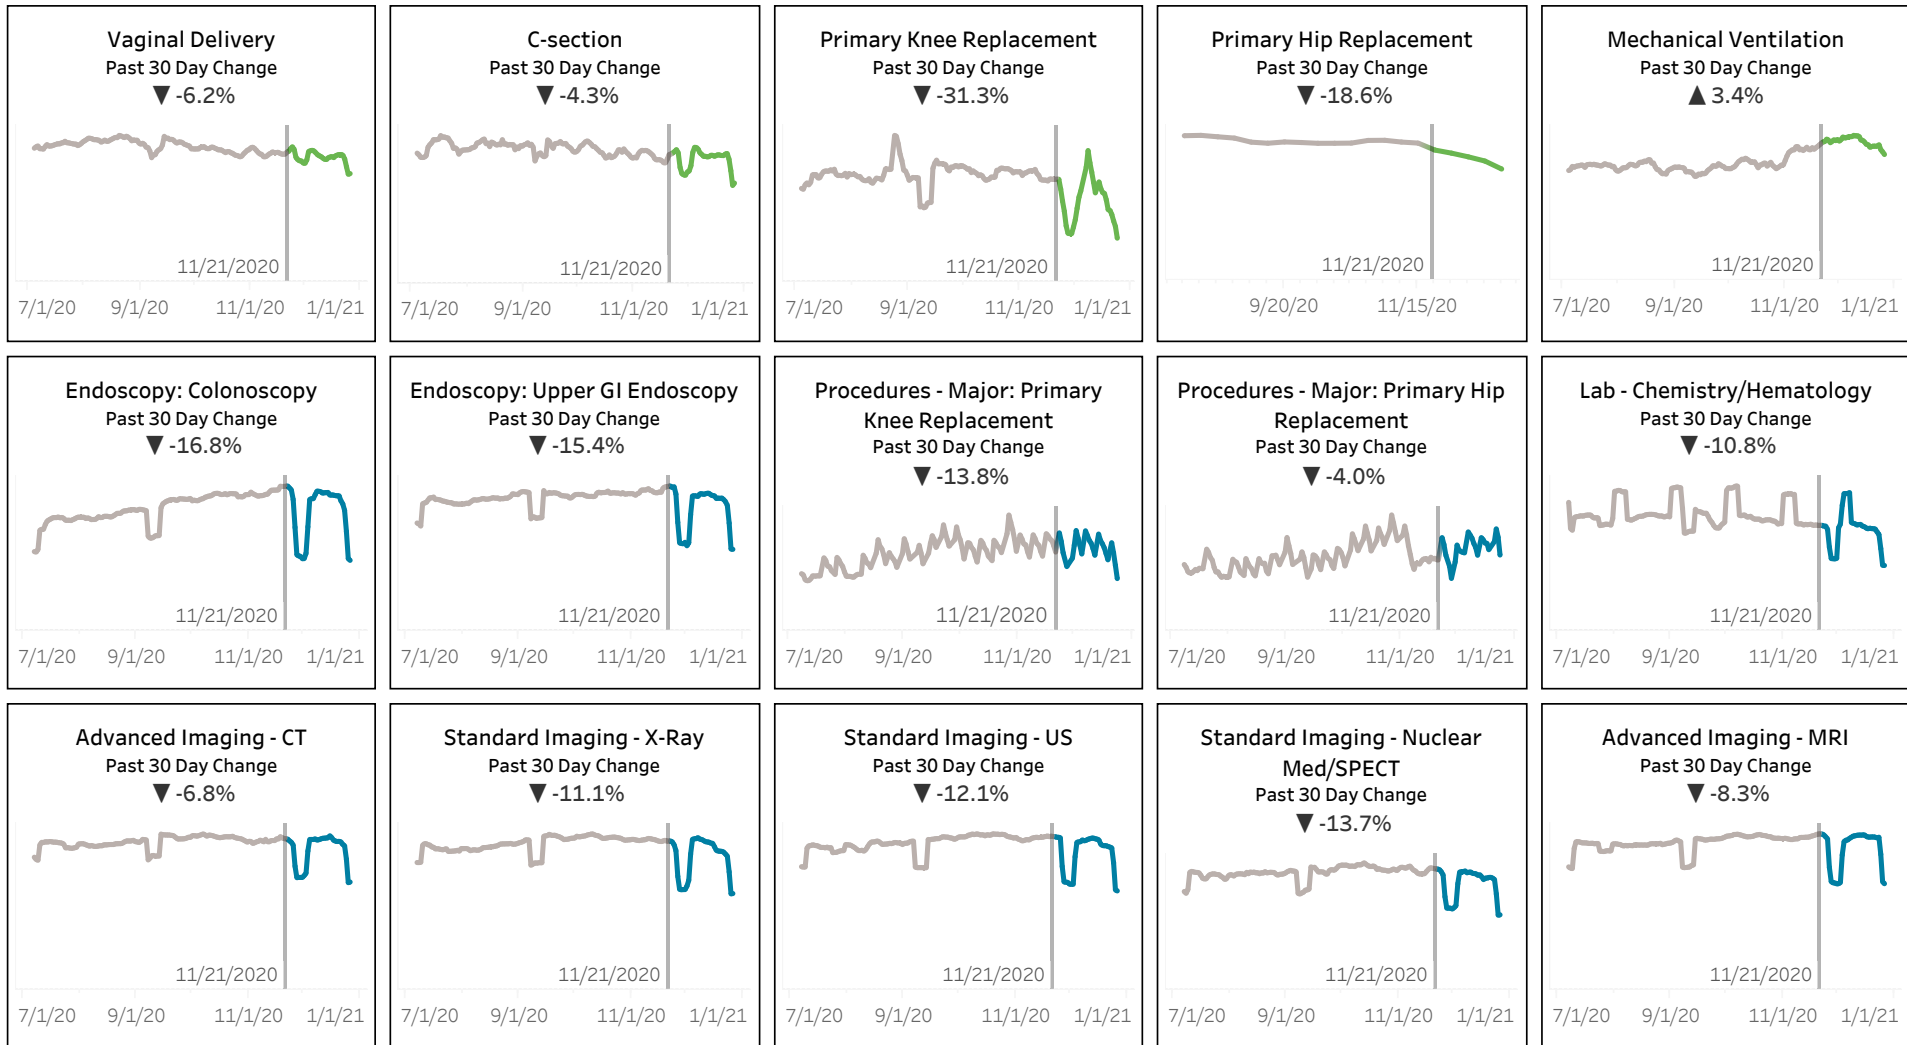 Vaginal Delivery
Past 30 Day Change
▼ -6.2%
11/21/2020
7/1/20 9/1/20 11/1/20 1/1/21
C-section
Past 30 Day Change
▼ -4.3%
11/21/2020
7/1/20 9/1/20 11/1/20 1/1/21
Primary Knee Replacement
Past 30 Day Change
▼ -31.3%
11/21/2020
7/1/20 9/1/20 11/1/20 1/1/21
Primary Hip Replacement
Past 30 Day Change
▼ -18.6%
11/21/2020
9/20/20 11/15/20
Mechanical Ventilation
Past 30 Day Change
▲ 3.4%
11/21/2020
7/1/20 9/1/20 11/1/20 1/1/21
Endoscopy: Colonoscopy
Past 30 Day Change
▼ -16.8%
11/21/2020
7/1/20 9/1/20 11/1/20 1/1/21
Endoscopy: Upper GI Endoscopy
Past 30 Day Change
▼ -15.4%
11/21/2020
7/1/20 9/1/20 11/1/20 1/1/21
Procedures - Major: Primary
Knee Replacement
Past 30 Day Change
▼ -13.8%
11/21/2020
7/1/20 9/1/20 11/1/20 1/1/21
Procedures - Major: Primary Hip
Replacement
Past 30 Day Change
▼ -4.0%
11/21/2020
7/1/20 9/1/20 11/1/20 1/1/21
Lab - Chemistry/Hematology
Past 30 Day Change
▼ -10.8%
11/21/2020
7/1/20 9/1/20 11/1/20 1/1/21
Advanced Imaging - CT
Past 30 Day Change
▼ -6.8%
11/21/2020
7/1/20 9/1/20 11/1/20 1/1/21
Standard Imaging - X-Ray
Past 30 Day Change
▼ -11.1%
11/21/2020
7/1/20 9/1/20 11/1/20 1/1/21
Standard Imaging - US
Past 30 Day Change
▼ -12.1%
11/21/2020
7/1/20 9/1/20 11/1/20 1/1/21
Standard Imaging - Nuclear
Med/SPECT
Past 30 Day Change
▼ -13.7%
11/21/2020
7/1/20 9/1/20 11/1/20 1/1/21
Advanced Imaging - MRI
Past 30 Day Change
▼ -8.3%
11/21/2020
7/1/20 9/1/20 11/1/20 1/1/21